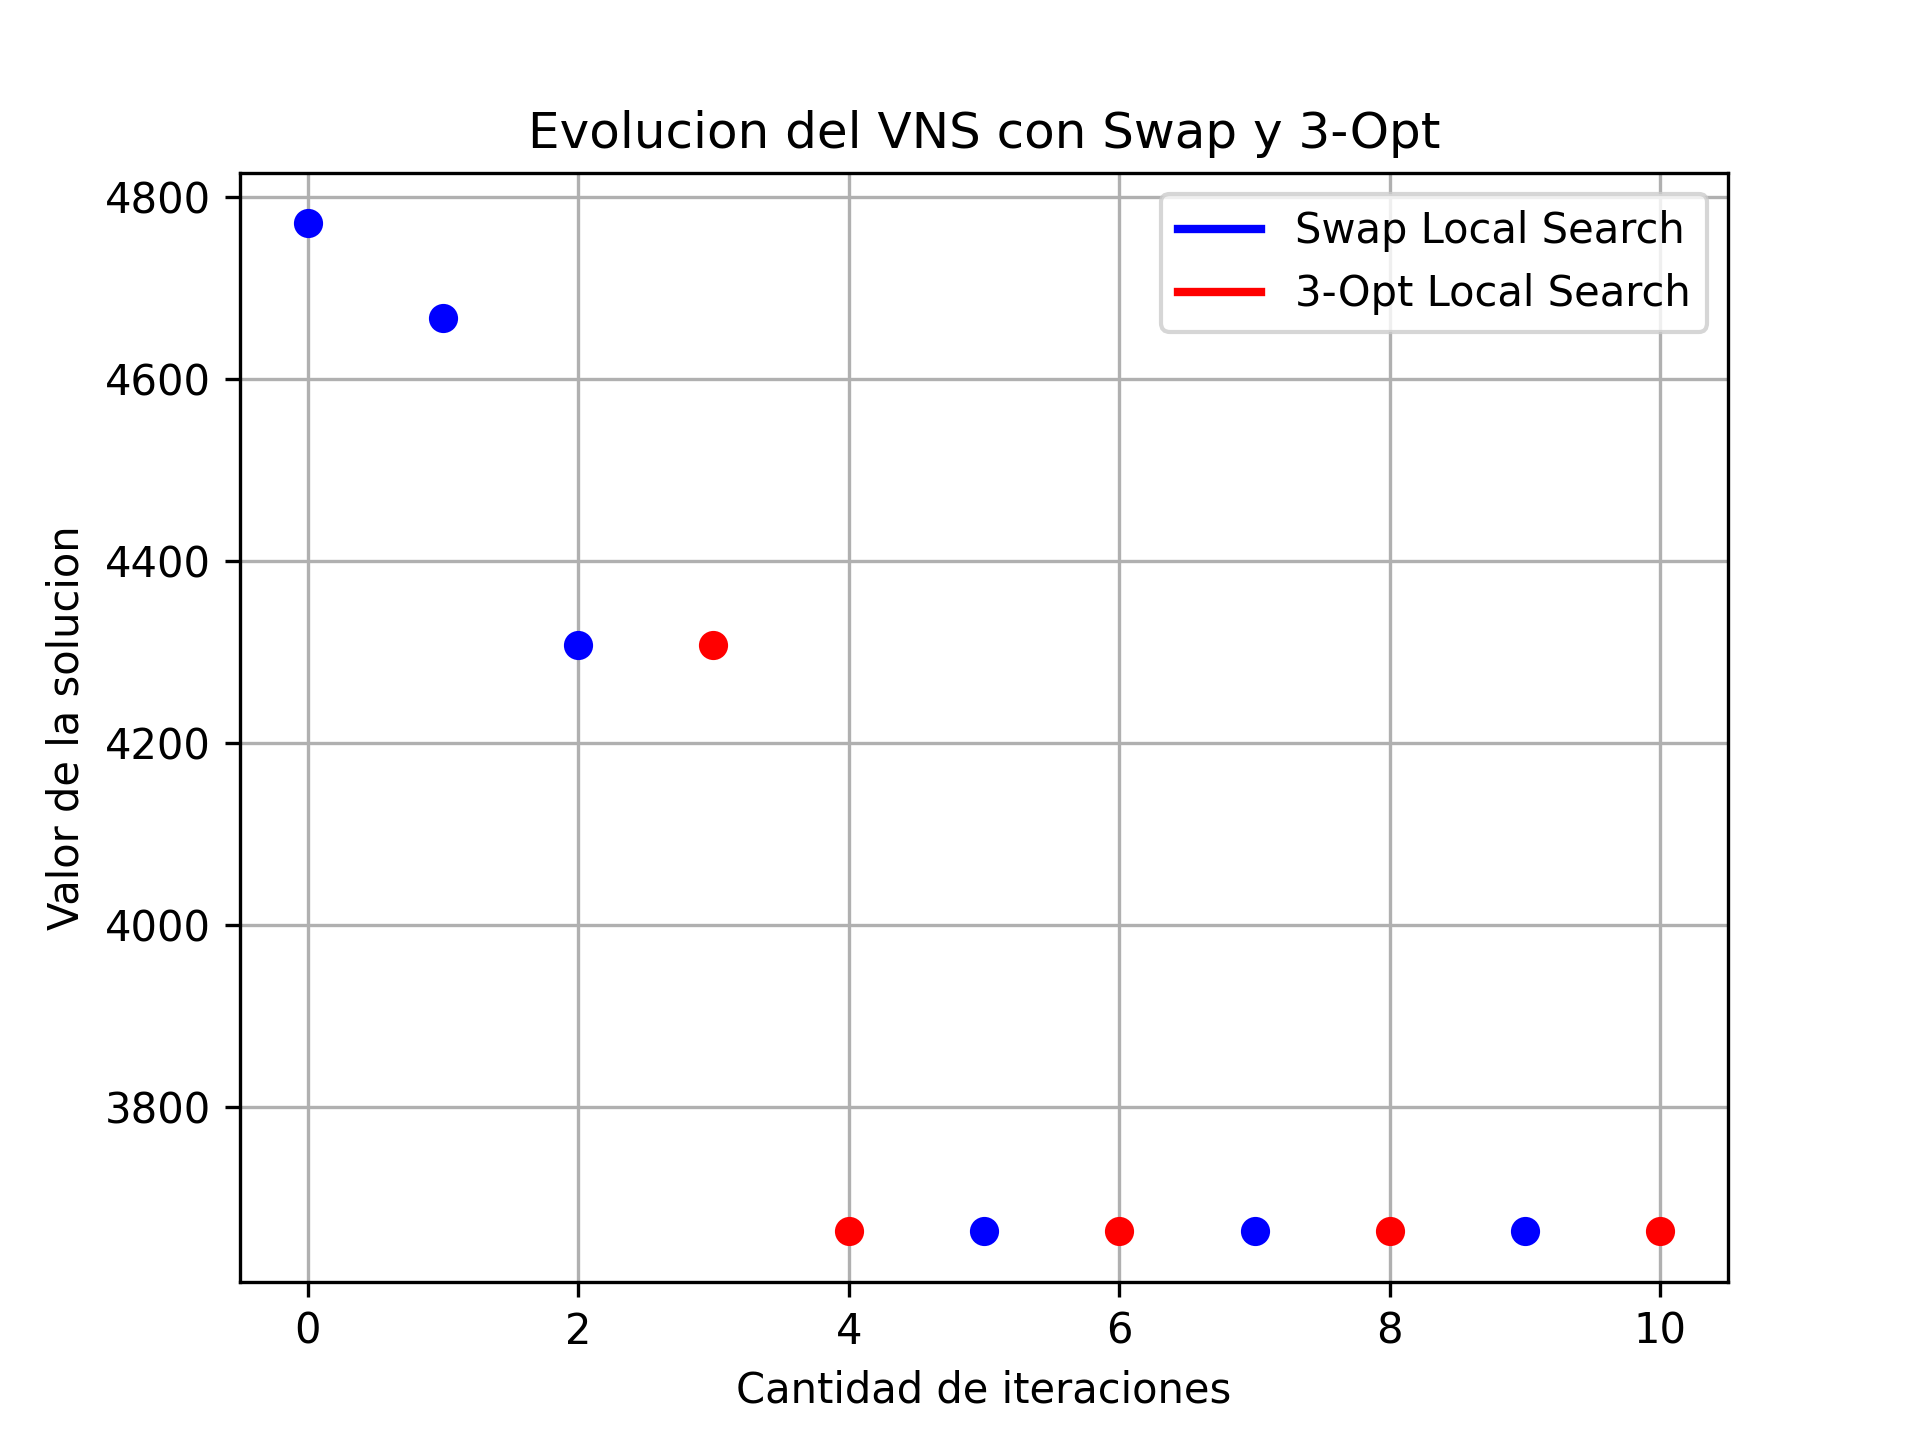 Evolucion del VNS con Swap y 3-Opt
Swap Local Search
3-Opt Local Search
4800
4600
4400
4200
4000
3800
Valor de la solucion
0 2 4 6 8 10
Cantidad de iteraciones